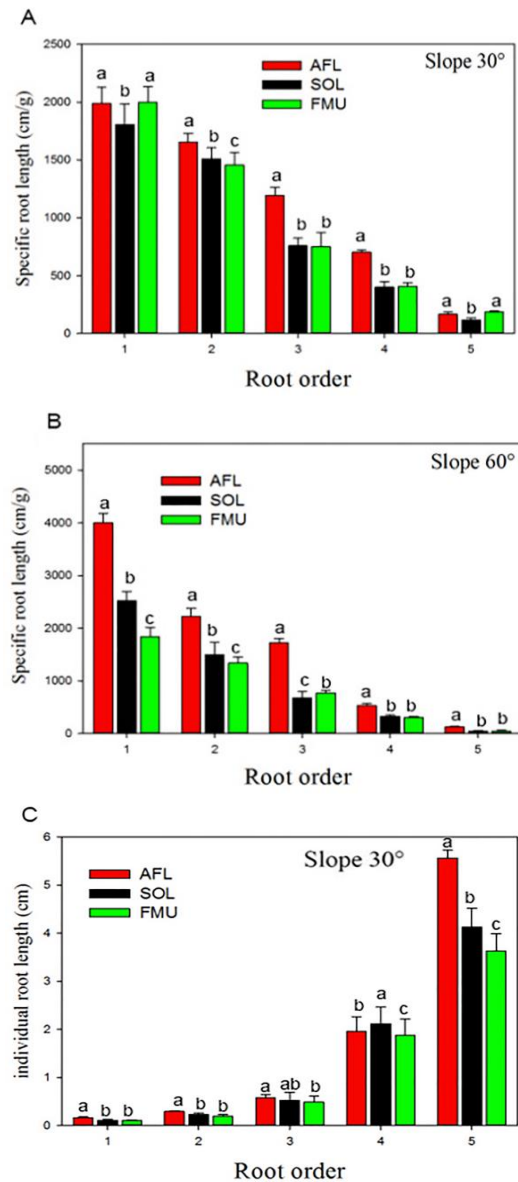 A
Slope 30°
AFL
SOL
FMU
Specific root length (cm/g)
2500
2000
1500
1000
500
0
a b a
a b c
a b b
a b b
a b a
1 2 3 4 5
Root order
B
Slope 60°
AFL
SOL
FMU
Specific root length (cm/g)
5000
4000
3000
2000
1000
0
a b c
a b c
a c b
a b b
a b b
1 2 3 4 5
Root order
C
Slope 30°
AFL
SOL
FMU
individual root length (cm)
6
5
4
3
2
1
0
a b b
a b b
a ab b
b a c
a b c
1 2 3 4 5
Root order